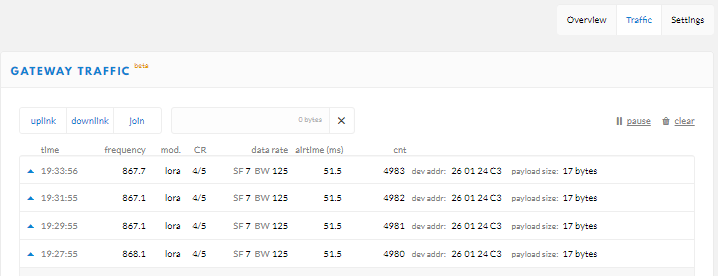 Overview Traffic Settings
GATEWAY TRAFFIC beta
uplink downlink join 0 bytes pause clear
time frequency mod. CR data rate airtime (ms) cnt
19:33:56 867.7 lora 4/5 SF 7 BW 125 51.5 4983 dev addr: 26 01 24 C3 payload size: 17 bytes
19:31:55 867.1 lora 4/5 SF 7 BW 125 51.5 4982 dev addr: 26 01 24 C3 payload size: 17 bytes
19:29:55 867.1 lora 4/5 SF 7 BW 125 51.5 4981 dev addr: 26 01 24 C3 payload size: 17 bytes
19:27:55 868.1 lora 4/5 SF 7 BW 125 51.5 4980 dev addr: 26 01 24 C3 payload size: 17 bytes